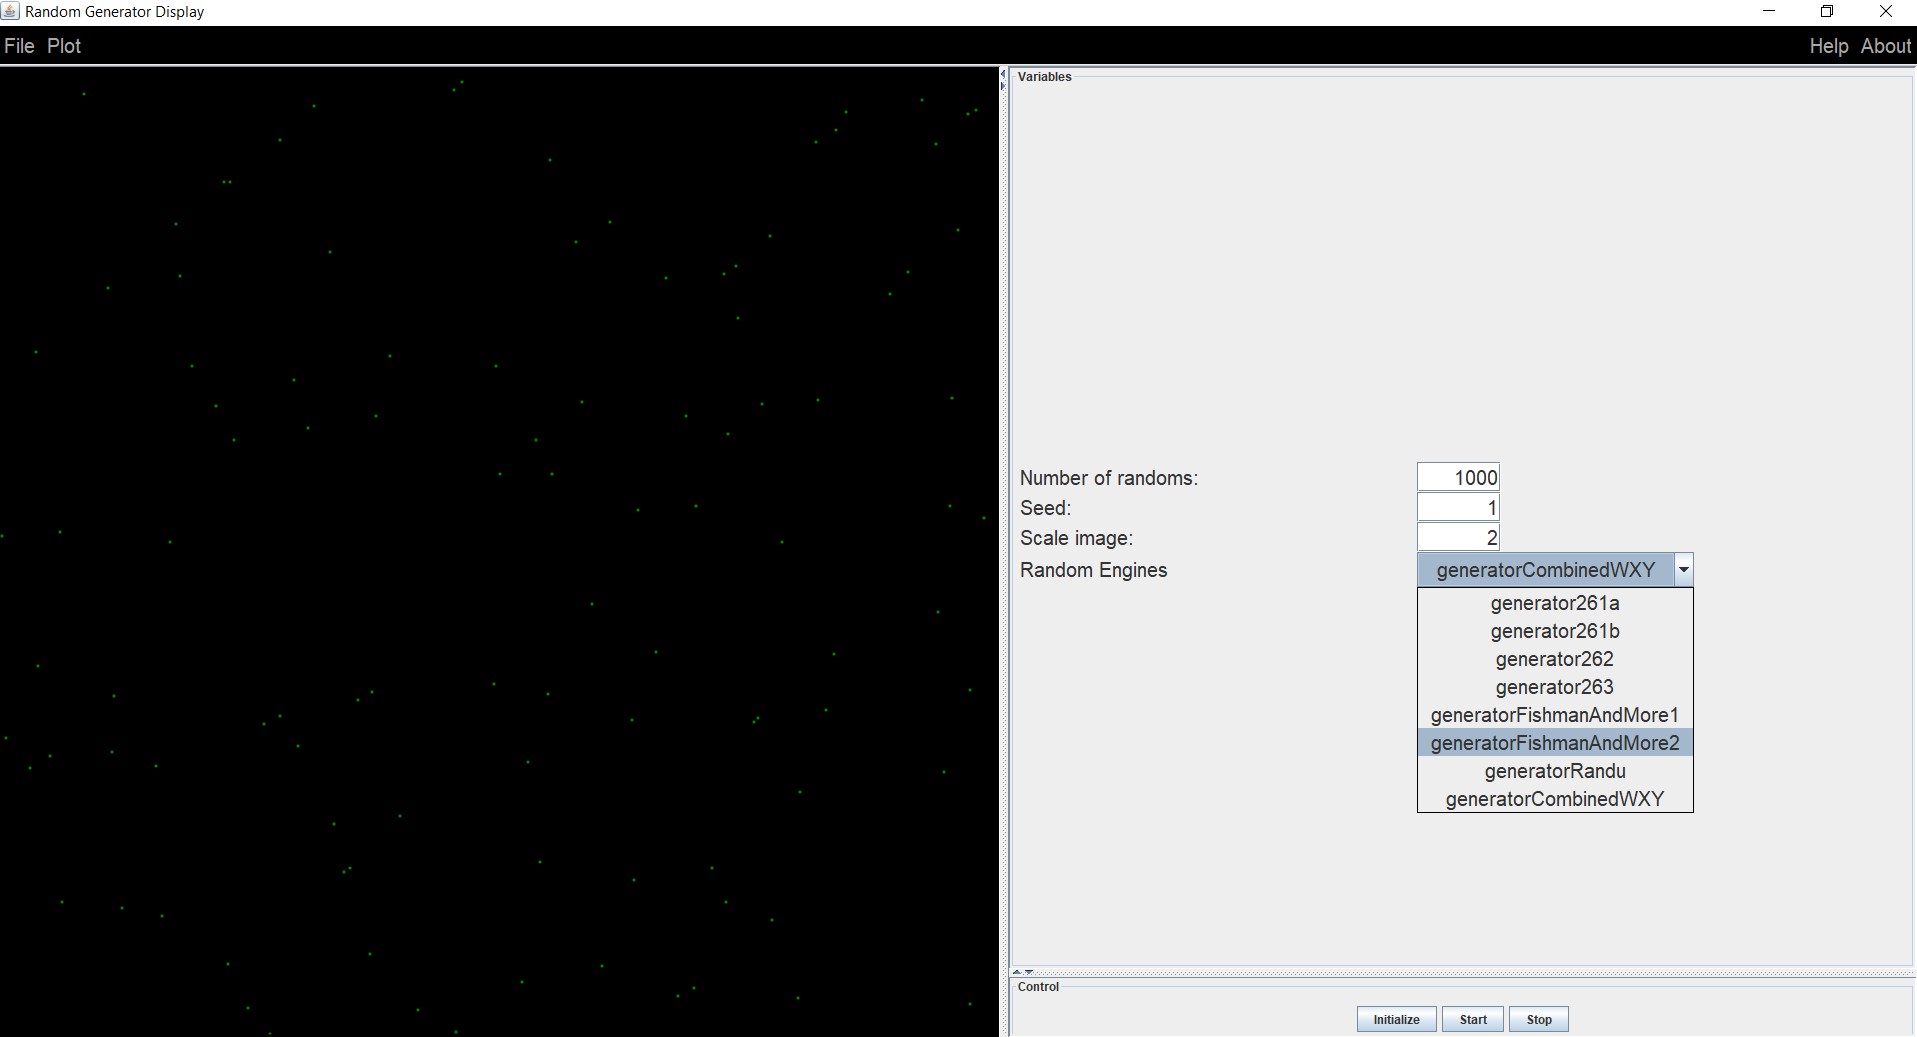 Random Generator Display
File Plot Help About
Variables
Number of randoms: 1000
Seed: 1
Scale image: 2
Random Engines generatorCombinedWXY
generator261a
generator261b
generator262
generator263
generatorFishmanAndMore1
generatorFishmanAndMore2
generatorRandu
generatorCombinedWXY
Control
Initialize Start Stop